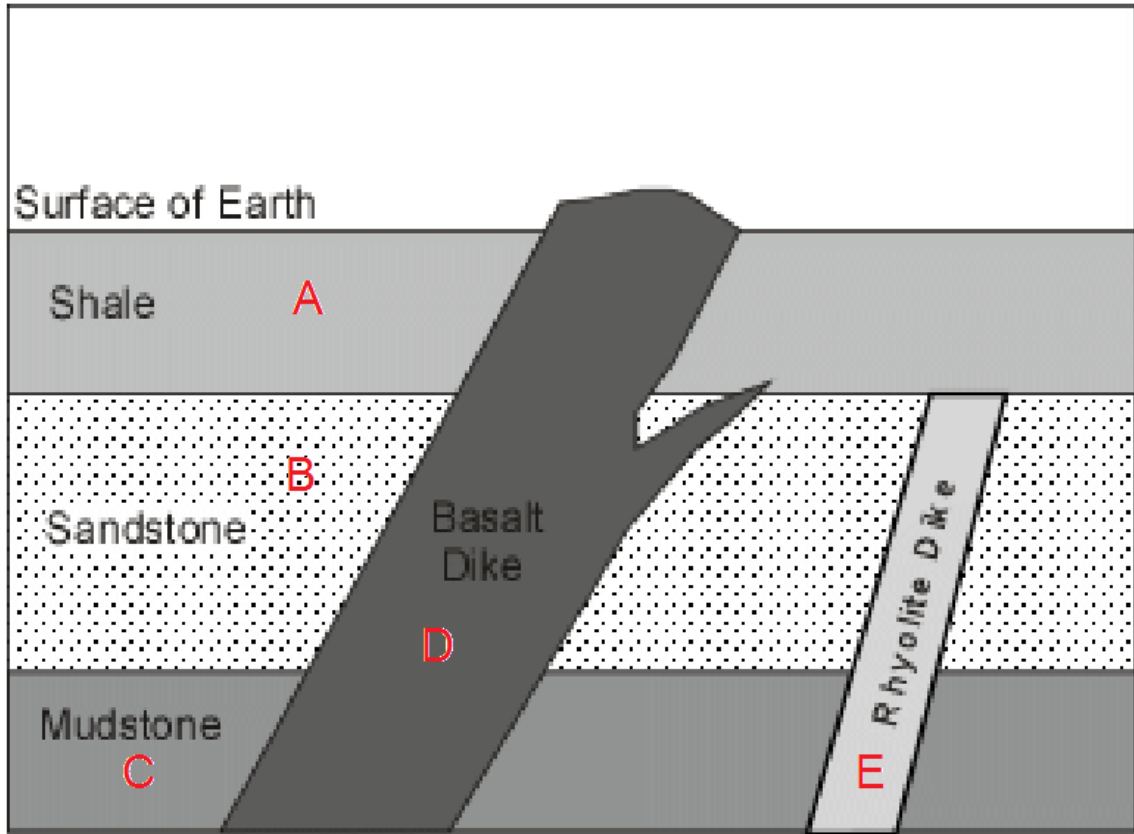 Surface of Earth
Shale
A
B
Sandstone
Basalt
Dike
D
Rhyolite Dike
Mudstone
C
E